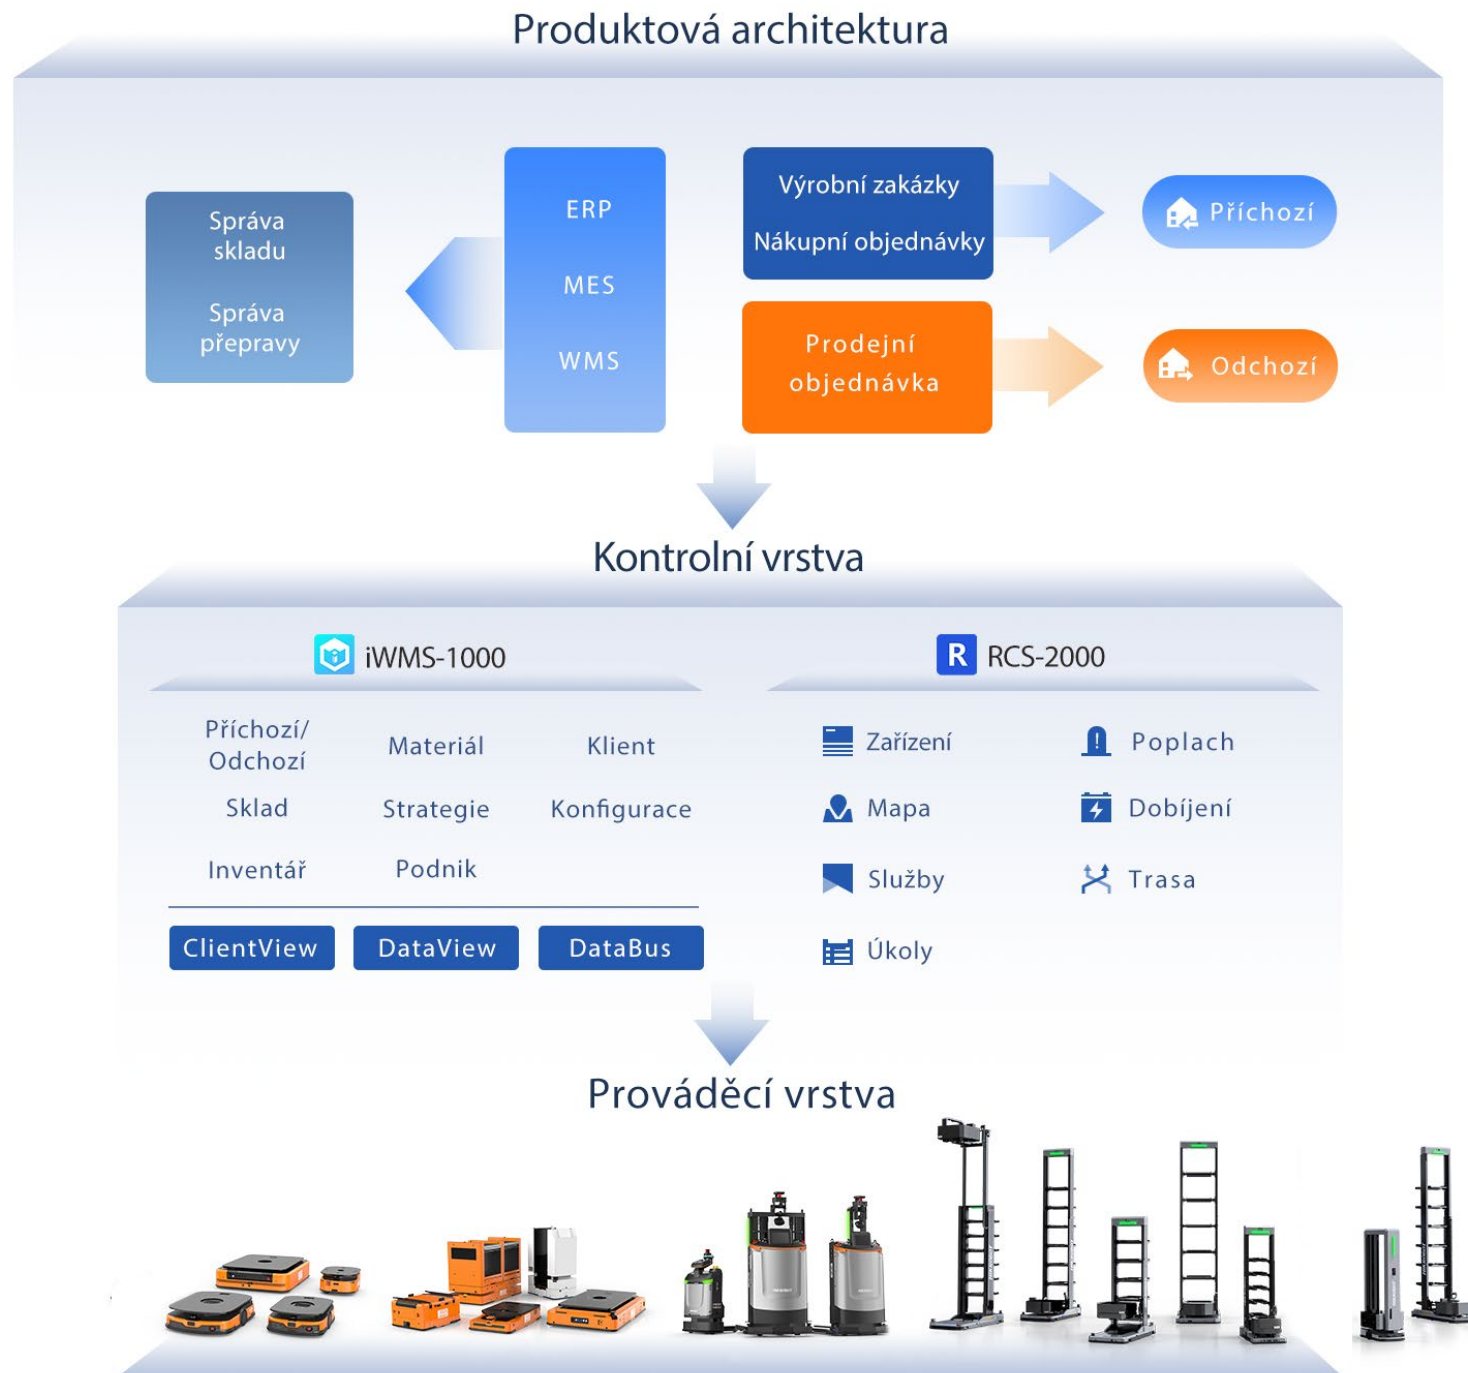 Produktová architektura
Správa
skladu
Správa
přepravy
ERP
MES
WMS
Výrobní zakázky
Nákupní objednávky
Příchozí
Prodejní
objednávka
Odchozí
Kontrolní vrstva
iWMS-1000
Příchozí/
Odchozí
Materiál
Klient
Sklad
Strategie
Konfigurace
Inventář
Podnik
ClientView
DataView
DataBus
R RCS-2000
Zařízení
Poplach
Mapa
Dobíjení
Služby
Trasa
Úkoly
Prováděcí vrstva